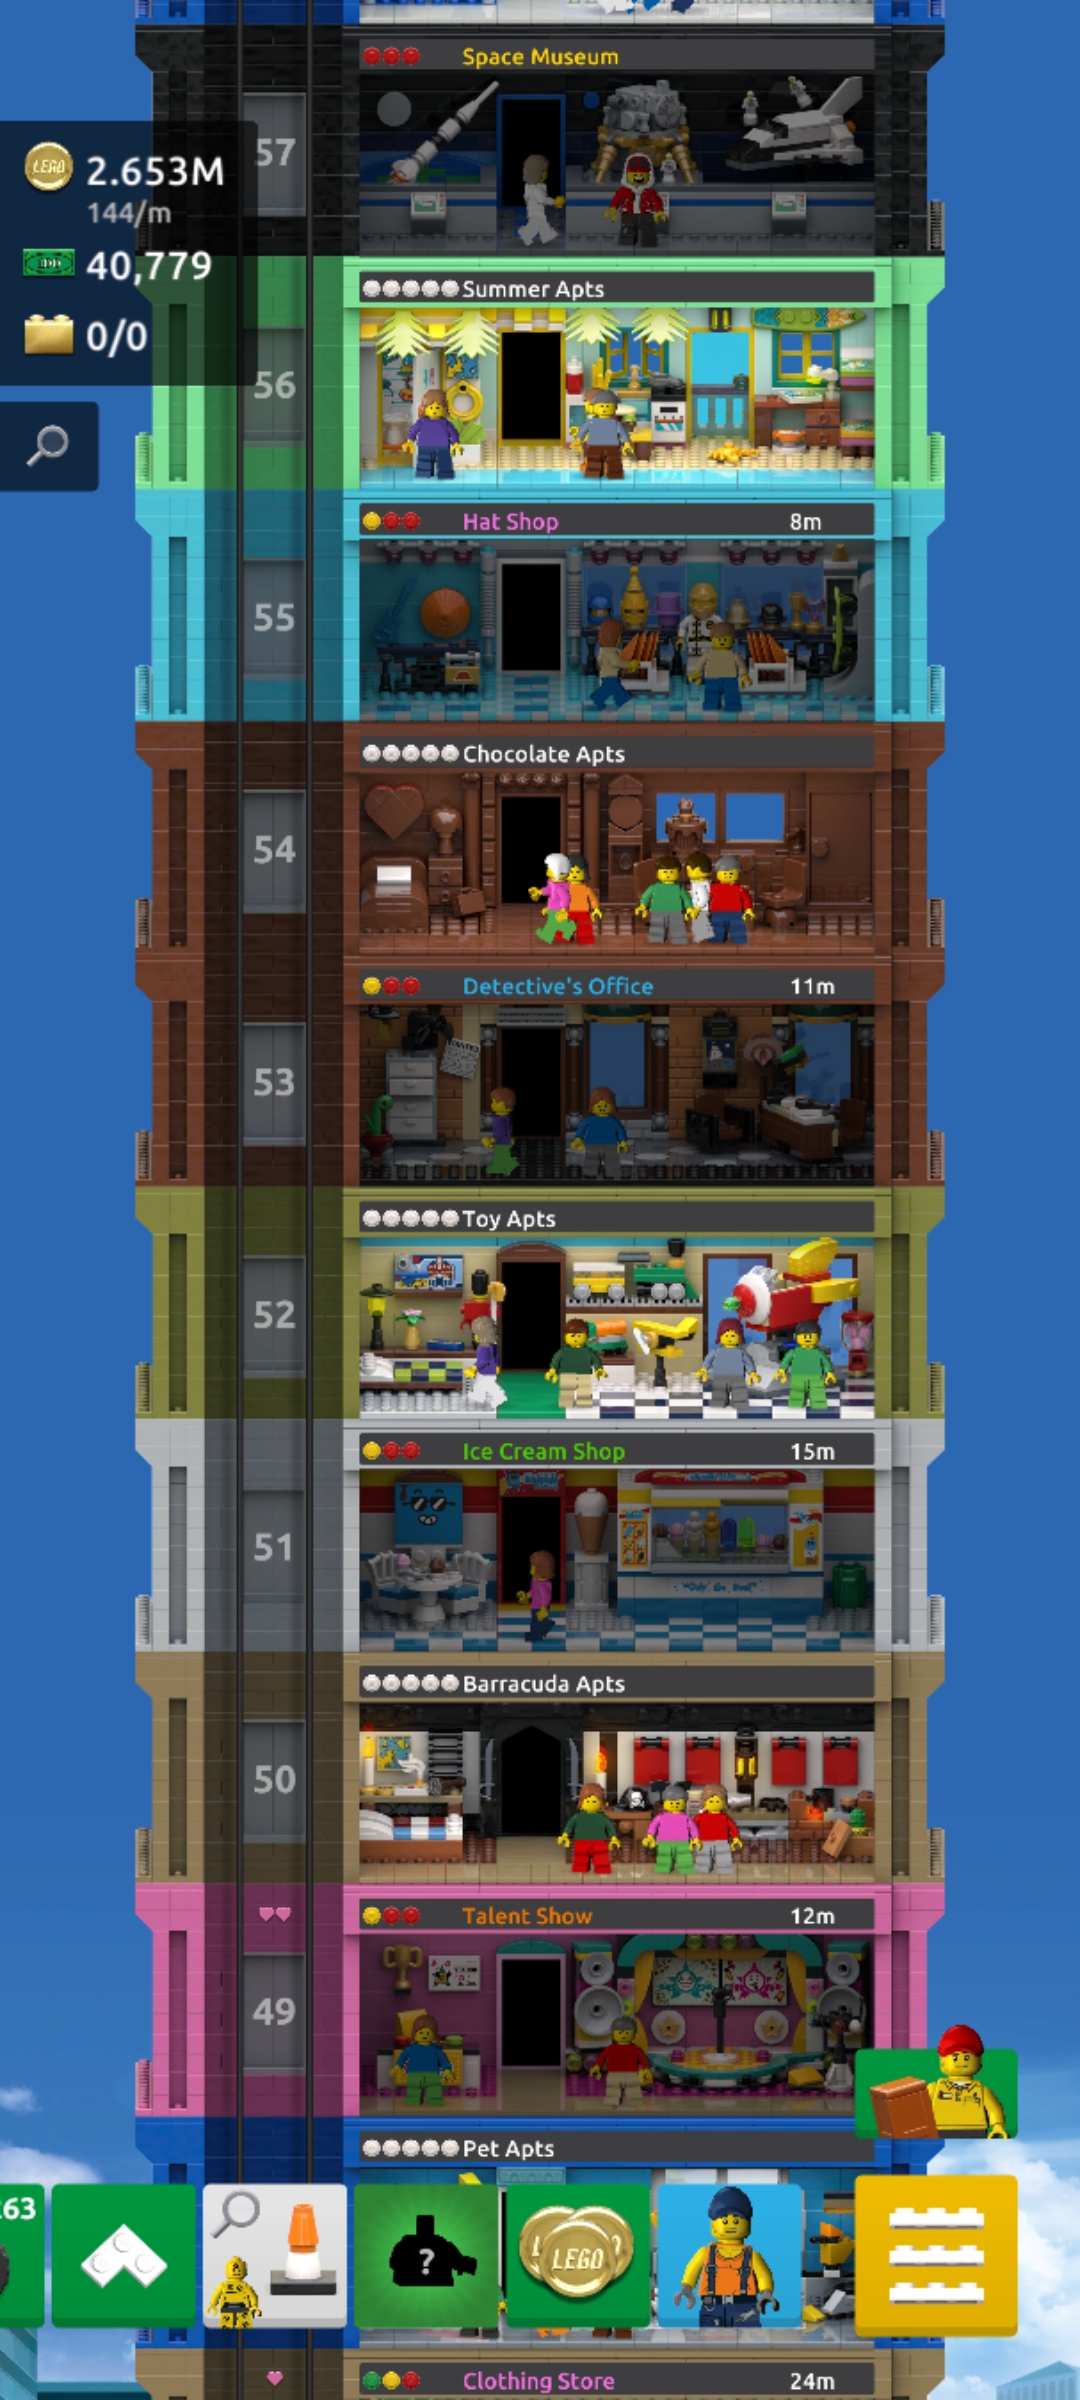 Space Museum
57
LEGO
2.653M
144/m
40,779
0/0
Summer Apts
56
Hat Shop 8m
55
Chocolate Apts
54
Detective's Office 11m
53
Toy Apts
52
Ice Cream Shop 15m
51
Barracuda Apts
50
Talent Show 12m
49
Pet Apts
263
?
LEGO
Clothing Store 24m